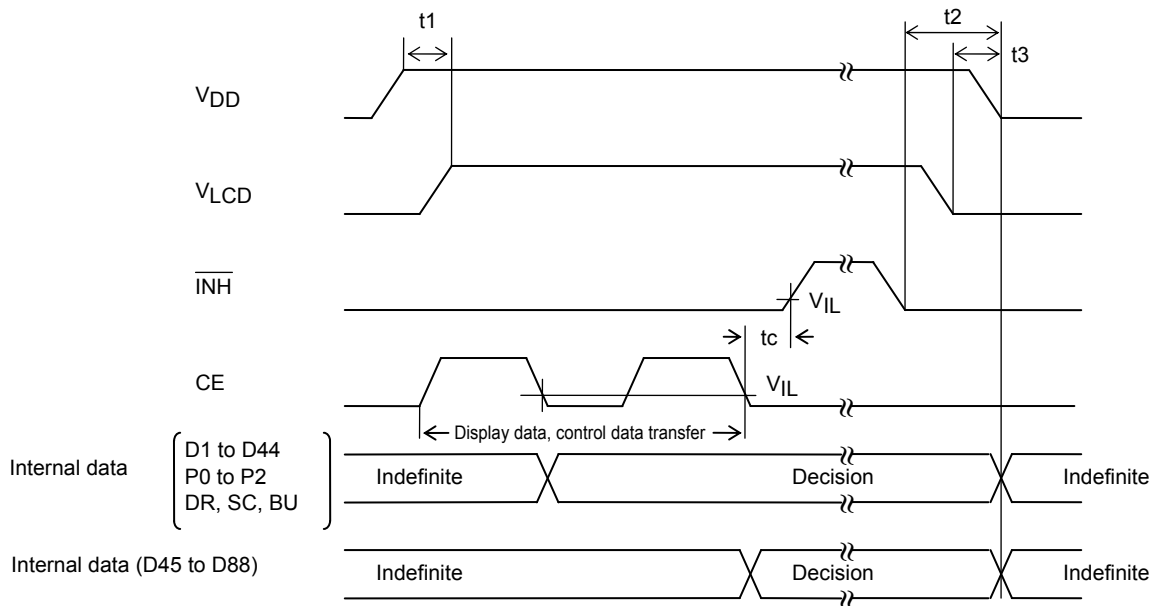 t1
t2
t3
VDD
VLCD
INH
VIL
tc
CE
VIL
Display data, control data transfer
Internal data
D1 to D44
P0 to P2
DR, SC, BU
Indefinite
Decision
Indefinite
Internal data (D45 to D88)
Indefinite
Decision
Indefinite